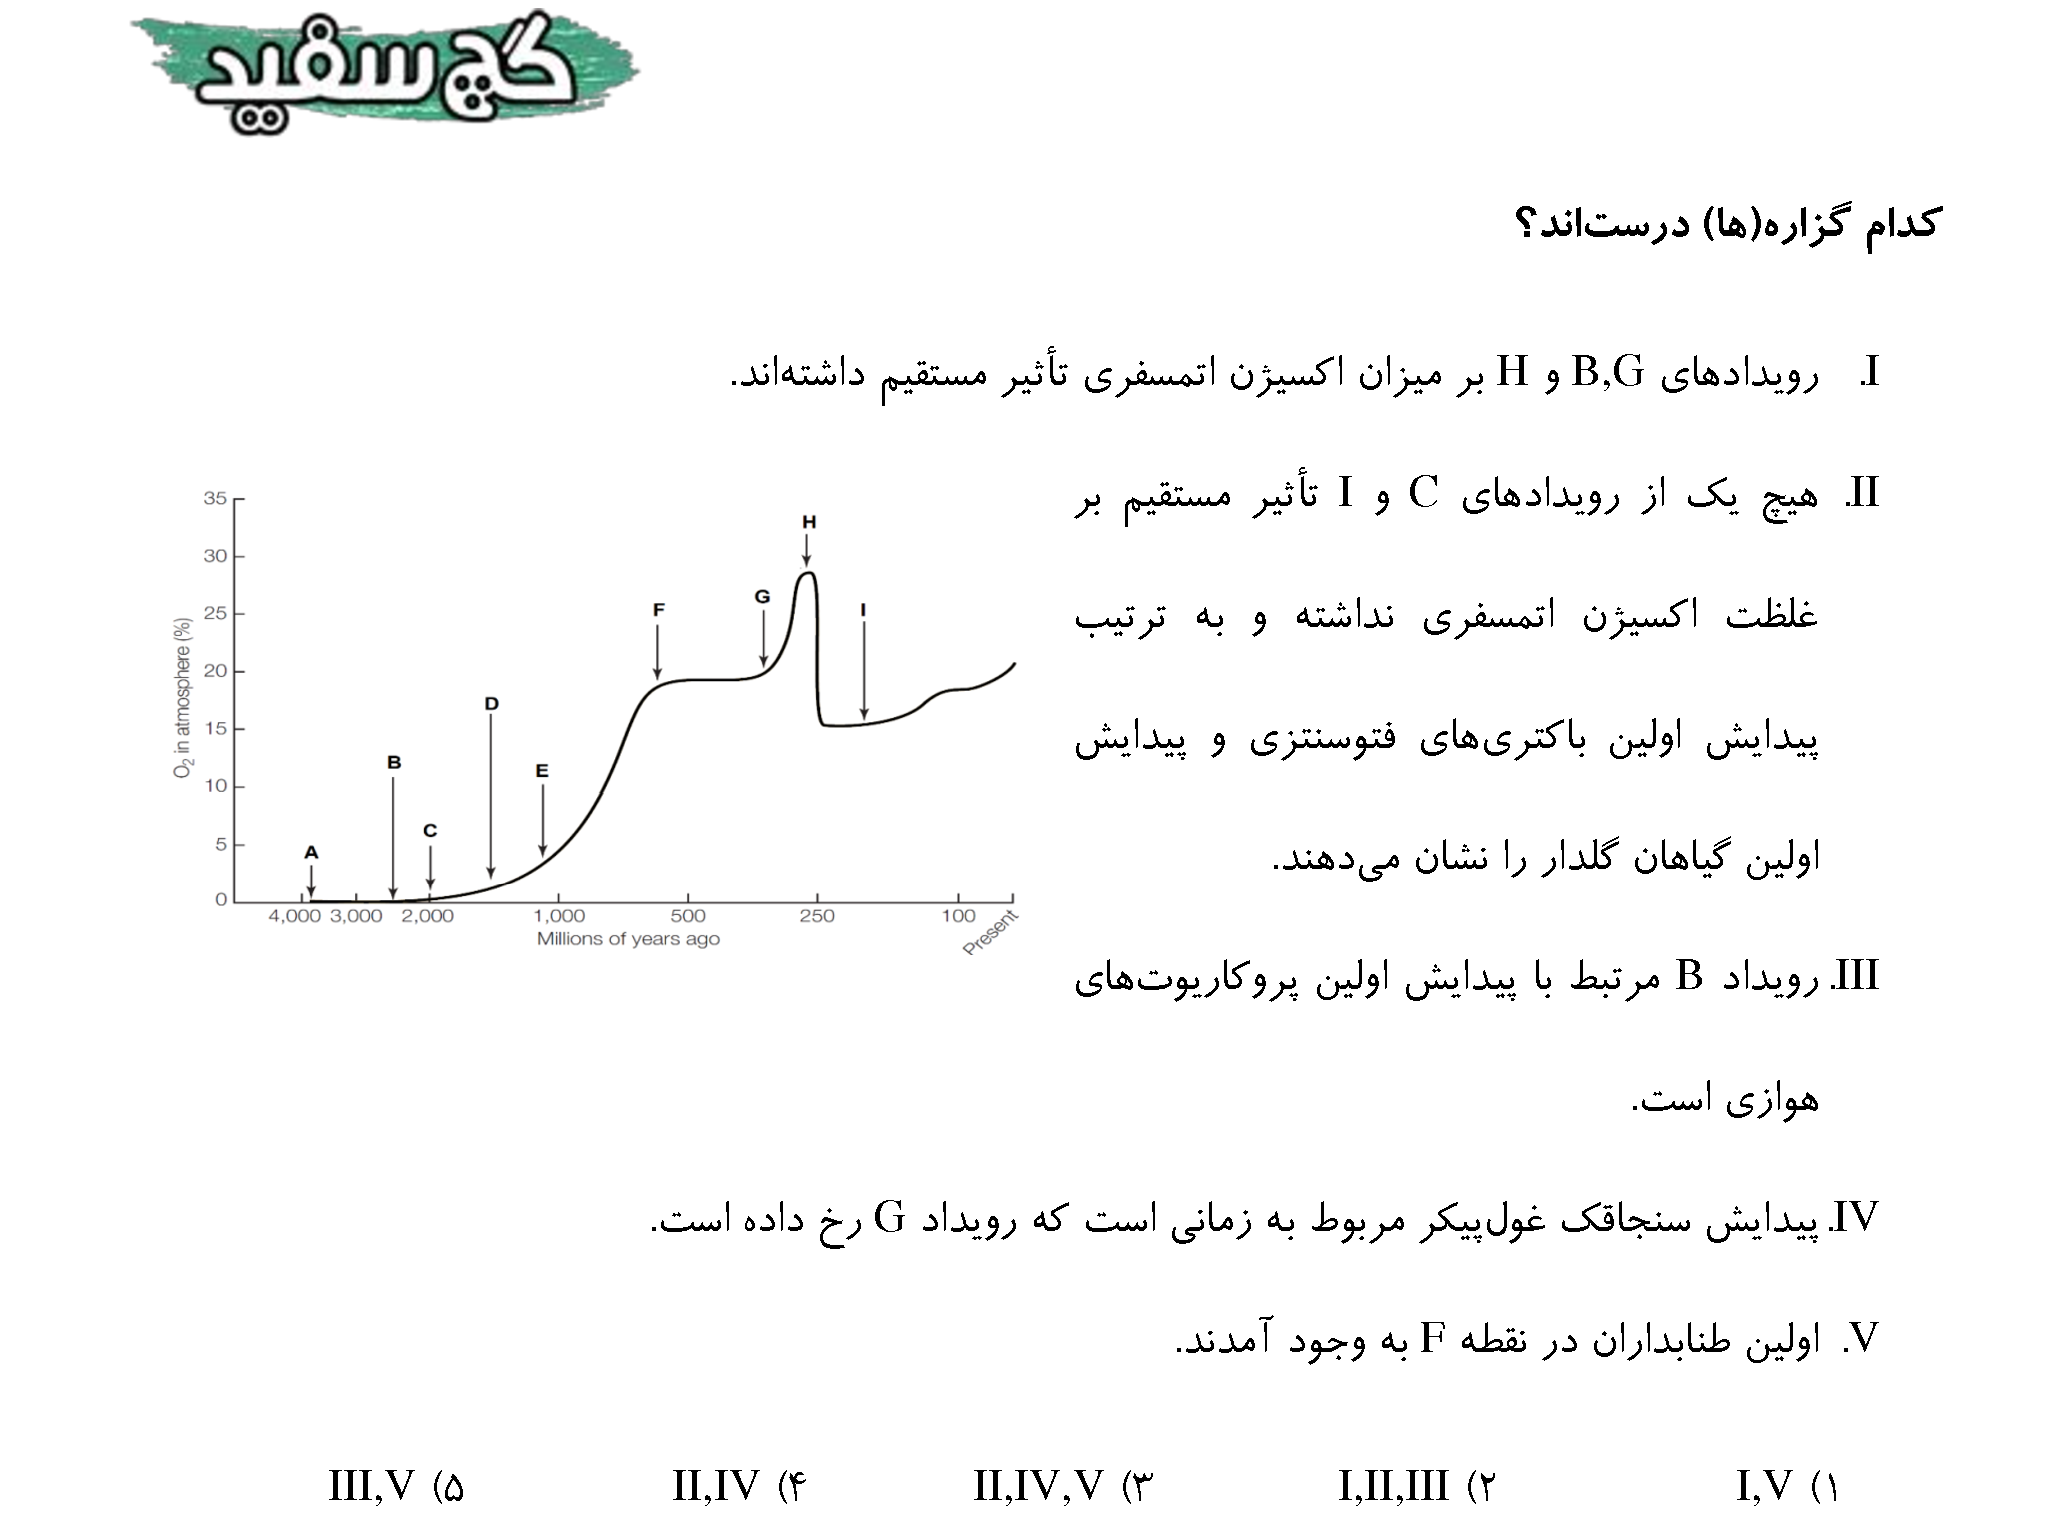 گچ سفید
کدام گزاره(ها) درست‌اند؟
I. رویدادهای B,G و H بر میزان اکسیژن اتمسفری تأثیر مستقیم داشته‌اند.
II. هیچ یک از رویدادهای C و I تأثیر مستقیم بر
غلظت اکسیژن اتمسفری نداشته و به ترتیب
پیدایش اولین باکتری‌های فتوسنتزی و پیدایش
اولین گیاهان گلدار را نشان می‌دهند.
III. رویداد B مرتبط با پیدایش اولین پروکاریوت‌های
هوازی است.
IV. پیدایش سنجاقک غول‌پیکر مربوط به زمانی است که رویداد G رخ داده است.
V. اولین طنابداران در نقطه F به وجود آمدند.
O2 in atmosphere (%)
35
30
25
20
15
10
5
0
A
B
C
D
E
F
G
H
I
4,000 3,000 2,000 1,000 500 250 100 Present
Millions of years ago
۱) I,V ۲) I,II,III ۳) II,IV,V ۴) II,IV ۵) III,V